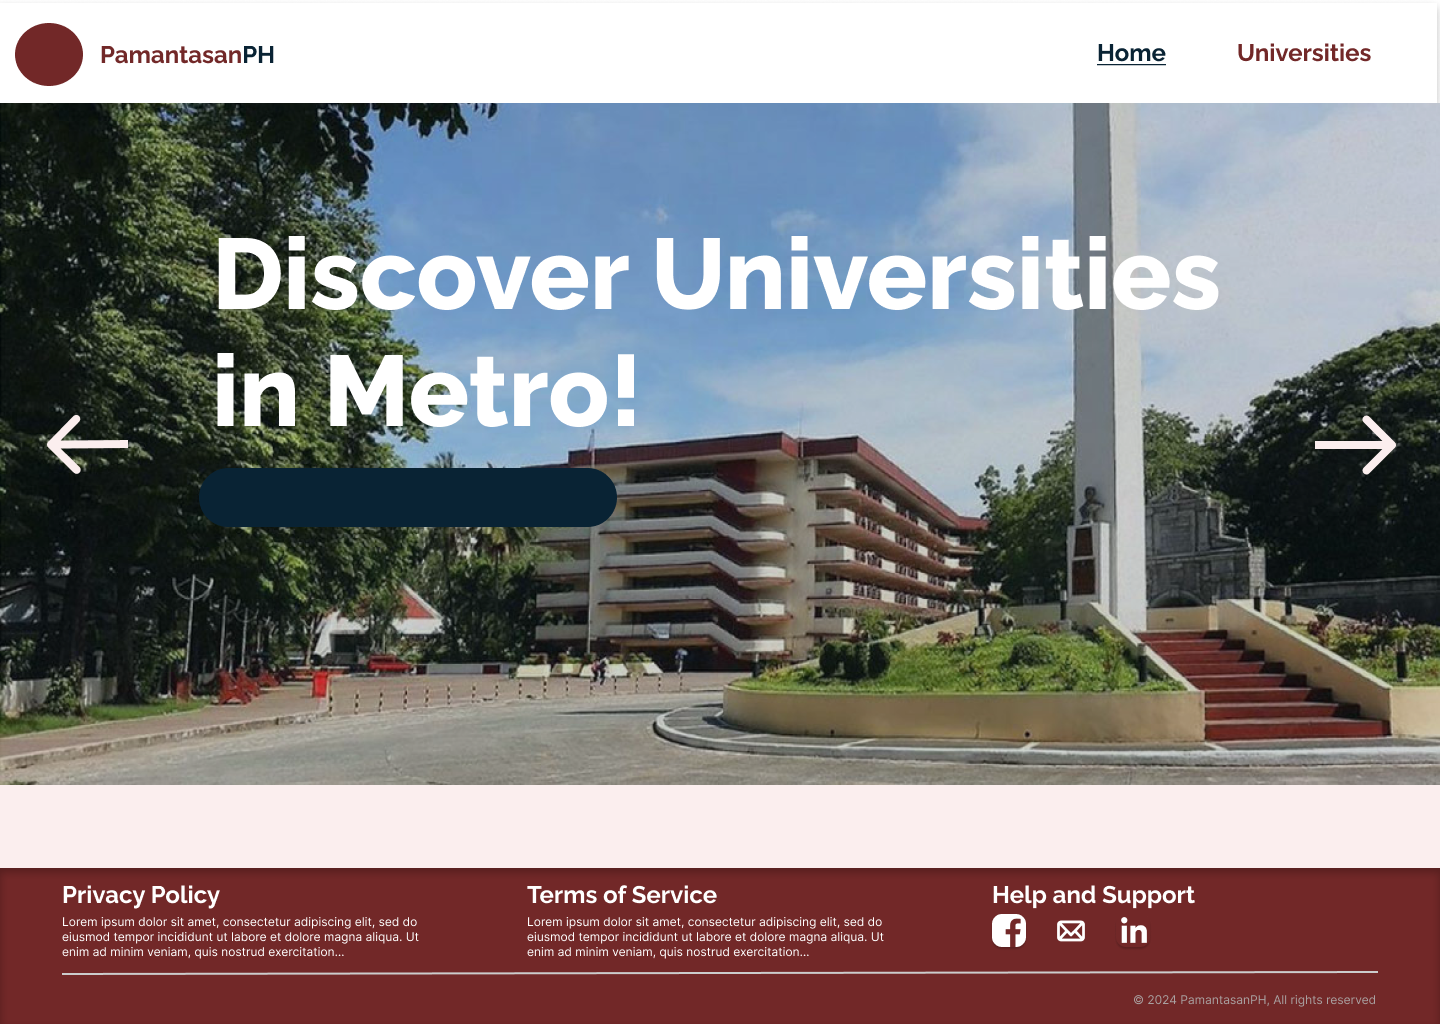 PamantasanPH
Home
Universities
Discover Universities
in Metro!
Privacy Policy
Lorem ipsum dolor sit amet, consectetur adipiscing elit, sed do
eiusmod tempor incididunt ut labore et dolore magna aliqua. Ut
enim ad minim veniam, quis nostrud exercitation...
Terms of Service
Lorem ipsum dolor sit amet, consectetur adipiscing elit, sed do
eiusmod tempor incididunt ut labore et dolore magna aliqua. Ut
enim ad minim veniam, quis nostrud exercitation...
Help and Support
© 2024 PamantasanPH, All rights reserved